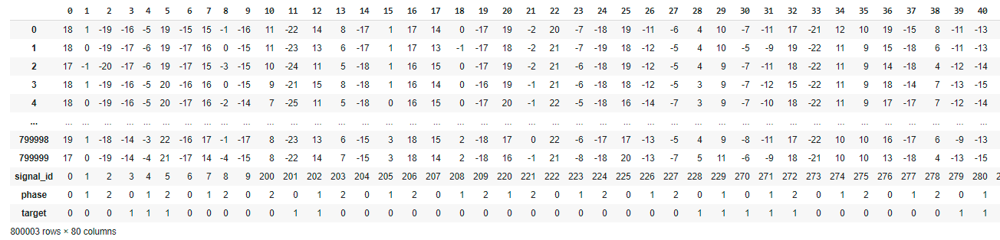 0 1 2 3 4 5 6 7 8 9 10 11 12 13 14 15 16 17 18 19 20 21 22 23 24 25 26 27 28 29 30 31 32 33 34 35 36 37 38 39 40
0 18 1 -19 -16 -5 19 -15 15 -1 -16 11 -22 14 8 -17 1 17 14 0 -17 19 -2 20 -7 -18 19 -11 -6 4 10 -7 -11 17 -21 12 10 19 -15 8 -11 -13
1 18 0 -19 -17 -6 19 -17 16 0 -15 11 -23 13 6 -17 1 17 13 -1 -17 18 -2 21 -7 -19 18 -12 -5 4 10 -5 -9 19 -22 11 9 15 -18 6 -11 -13
2 17 -1 -20 -17 -6 19 -17 15 -3 -15 10 -24 11 5 -18 1 16 15 0 -17 19 -2 21 -6 -18 19 -12 -5 4 9 -7 -11 18 -22 11 9 14 -18 4 -12 -14
3 18 1 -19 -16 -5 20 -16 16 0 -15 9 -21 15 8 -18 1 16 14 0 -16 19 -1 21 -6 -18 18 -12 -5 3 9 -7 -12 15 -22 11 9 18 -14 7 -13 -15
4 18 0 -19 -16 -5 20 -17 16 -2 -14 7 -25 11 5 -18 0 16 15 0 -17 20 -1 22 -5 -18 16 -14 -7 3 9 -7 -10 18 -22 11 9 17 -17 7 -12 -14
... ... ... ... ... ... ... ... ... ... ... ... ... ... ... ... ... ... ... ... ... ... ... ... ... ... ... ... ... ... ... ... ... ... ... ... ... ... ... ... ... ...
799998 19 1 -18 -14 -3 22 -16 17 -1 -17 8 -23 13 6 -15 3 18 15 2 -18 17 0 22 -6 -17 17 -13 -5 4 9 -8 -11 17 -22 10 10 16 -17 6 -9 -13
799999 17 0 -19 -14 -4 21 -17 14 -4 -15 8 -22 14 7 -15 3 18 14 2 -18 16 -1 21 -8 -18 20 -13 -7 5 11 -6 -9 18 -21 10 10 13 -18 4 -13 -15
signal_id 0 1 2 3 4 5 6 7 8 9 200 201 202 203 204 205 206 207 208 209 220 221 222 223 224 225 226 227 228 229 270 271 272 273 274 275 276 277 278 279 280
phase 0 1 2 0 1 2 0 1 2 0 2 0 1 2 0 1 2 0 1 2 1 2 0 1 2 0 1 2 0 1 0 1 2 0 1 2 0 1 2 0 1
target 0 0 0 1 1 1 0 0 0 0 0 1 1 0 0 0 0 0 0 0 0 0 0 0 0 0 0 0 1 1 1 1 1 0 0 0 0 0 0 1 1
800003 rows × 80 columns